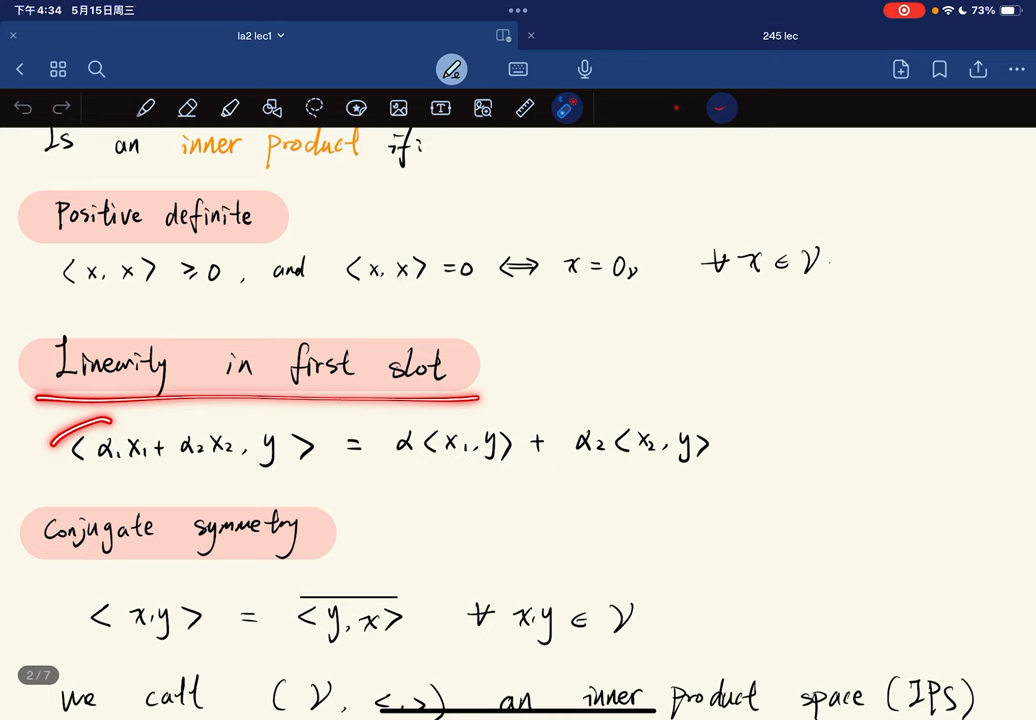 下午4:34 5月15日周三 73%
la2 lec1 245 lec
Is an inner product if:
Positive definite
⟨x, x⟩ ≥ 0, and ⟨x, x⟩ = 0 ⟺ x = 0ᵥ ∀ x ∈ V.
Linearity in first slot
⟨α₁x₁ + α₂x₂, y⟩ = α⟨x₁, y⟩ + α₂⟨x₂, y⟩
Conjugate symmetry
⟨x, y⟩ = \overline{⟨y, x⟩} ∀ x, y ∈ V
2 / 7
we call (V, <,>) an inner product space (IPS)